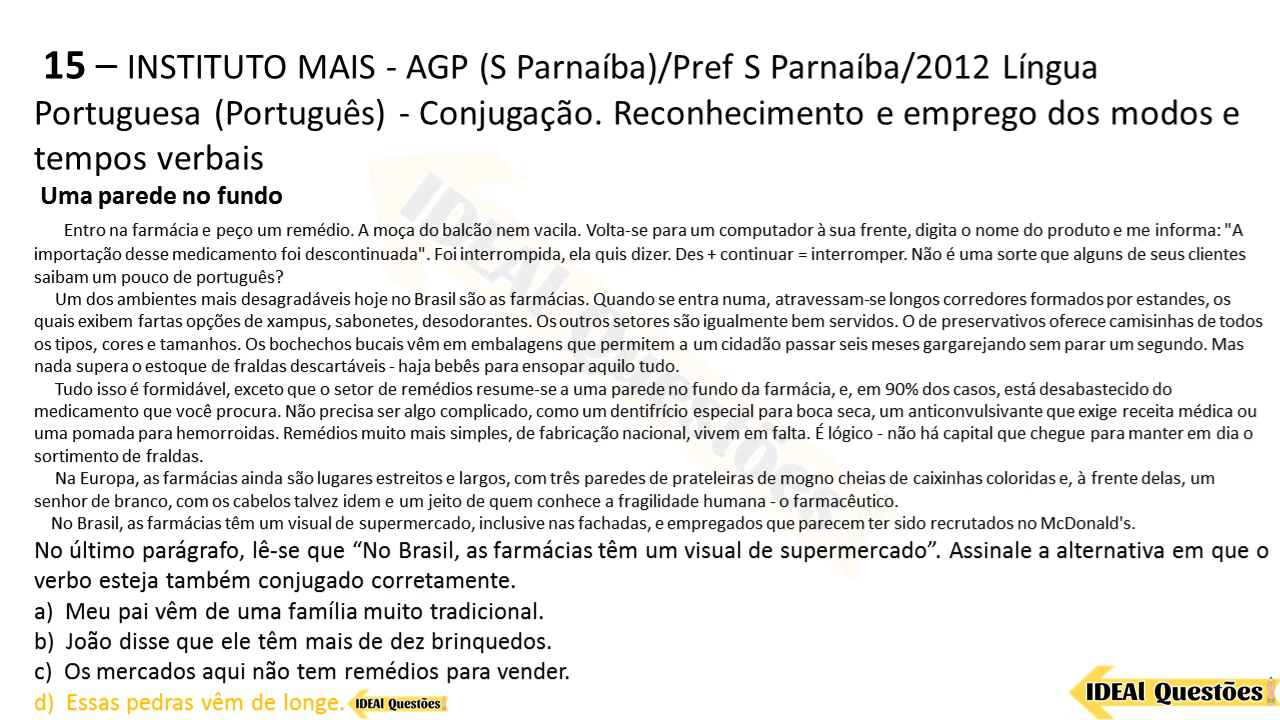 15 – INSTITUTO MAIS - AGP (S Parnaíba)/Pref S Parnaíba/2012 Língua
Portuguesa (Português) - Conjugação. Reconhecimento e emprego dos modos e
tempos verbais
Uma parede no fundo
Entro na farmácia e peço um remédio. A moça do balcão nem vacila. Volta-se para um computador à sua frente, digita o nome do produto e me informa: "A
importação desse medicamento foi descontinuada". Foi interrompida, ela quis dizer. Des + continuar = interromper. Não é uma sorte que alguns de seus clientes
saibam um pouco de português?
Um dos ambientes mais desagradáveis hoje no Brasil são as farmácias. Quando se entra numa, atravessam-se longos corredores formados por estandes, os
quais exibem fartas opções de xampus, sabonetes, desodorantes. Os outros setores são igualmente bem servidos. O de preservativos oferece camisinhas de todos
os tipos, cores e tamanhos. Os bochechos bucais vêm em embalagens que permitem a um cidadão passar seis meses gargarejando sem parar um segundo. Mas
nada supera o estoque de fraldas descartáveis - haja bebês para ensopar aquilo tudo.
Tudo isso é formidável, exceto que o setor de remédios resume-se a uma parede no fundo da farmácia, e, em 90% dos casos, está desabastecido do
medicamento que você procura. Não precisa ser algo complicado, como um dentifrício especial para boca seca, um anticonvulsivante que exige receita médica ou
uma pomada para hemorroidas. Remédios muito mais simples, de fabricação nacional, vivem em falta. É lógico - não há capital que chegue para manter em dia o
sortimento de fraldas.
Na Europa, as farmácias ainda são lugares estreitos e largos, com três paredes de prateleiras de mogno cheias de caixinhas coloridas e, à frente delas, um
senhor de branco, com os cabelos talvez idem e um jeito de quem conhece a fragilidade humana - o farmacêutico.
No Brasil, as farmácias têm um visual de supermercado, inclusive nas fachadas, e empregados que parecem ter sido recrutados no McDonald's.
No último parágrafo, lê-se que “No Brasil, as farmácias têm um visual de supermercado”. Assinale a alternativa em que o
verbo esteja também conjugado corretamente.
a) Meu pai vêm de uma família muito tradicional.
b) João disse que ele têm mais de dez brinquedos.
c) Os mercados aqui não tem remédios para vender.
d) Essas pedras vêm de longe. IDEAl Questões
IDEAl Questões
IDEAl Questões